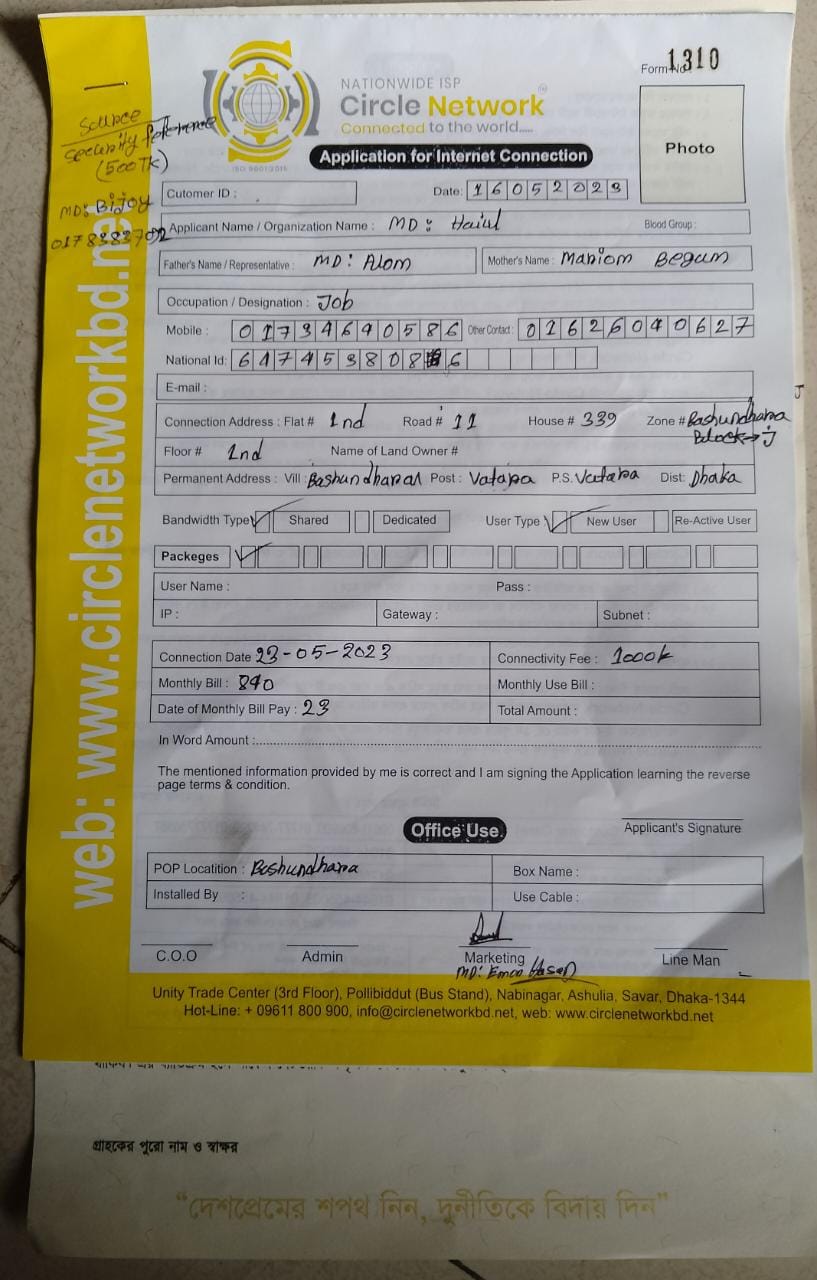 Form No. 1310
NATIONWIDE ISP
Circle Network
Connected to the world.....
ISO 9001:2015
Application for Internet Connection
Photo
Source
security
(500TK)
MD: Bijoy
Cutomer ID :
Date: 16052023
Applicant Name / Organization Name : MD: Blood Group :
Father's Name / Representative : MD: Alom Mother's Name : Mariom Begum
Occupation / Designation : Job
Mobile : 01734640586 Other Contact : 01626040627
National Id:
E-mail :
Connection Address : Flat # 1nd Road # 11 House # 339 Zone # Bashundhara
Block→J
Floor # 1nd Name of Land Owner #
Permanent Address : Vill : Post : Vatara P.S. Vatara Dist: Dhaka
Bandwidth Type Shared Dedicated User Type New User Re-Active User
Packeges
User Name : Pass :
IP : Gateway : Subnet :
Connection Date 23-05-2023 Connectivity Fee :
Monthly Bill : 840 Monthly Use Bill :
Date of Monthly Bill Pay : 23 Total Amount :
In Word Amount :
The mentioned information provided by me is correct and I am signing the Application learning the reverse
page terms & condition.
Applicant's Signature
Office Use.
POP Locatition : Bashundhara Box Name :
Installed By : Use Cable :
C.O.O Admin Marketing Line Man
MD: Emon Hasan
Unity Trade Center (3rd Floor), Pollibiddut (Bus Stand), Nabinagar, Ashulia, Savar, Dhaka-1344
Hot-Line: + 09611 800 900, info@circlenetworkbd.net, web: www.circlenetworkbd.net
web: www.circlenetworkbd.net
গ্রাহকের পুরো নাম ও স্বাক্ষর
“দেশপ্রেমের শপথ নিন, দুর্নীতিকে বিদায় দিন”